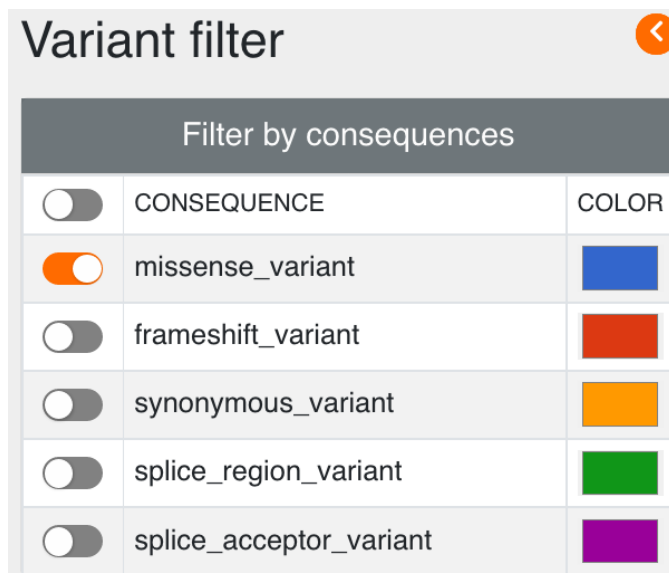 Variant filter
Filter by consequences
CONSEQUENCE COLOR
missense_variant
frameshift_variant
synonymous_variant
splice_region_variant
splice_acceptor_variant